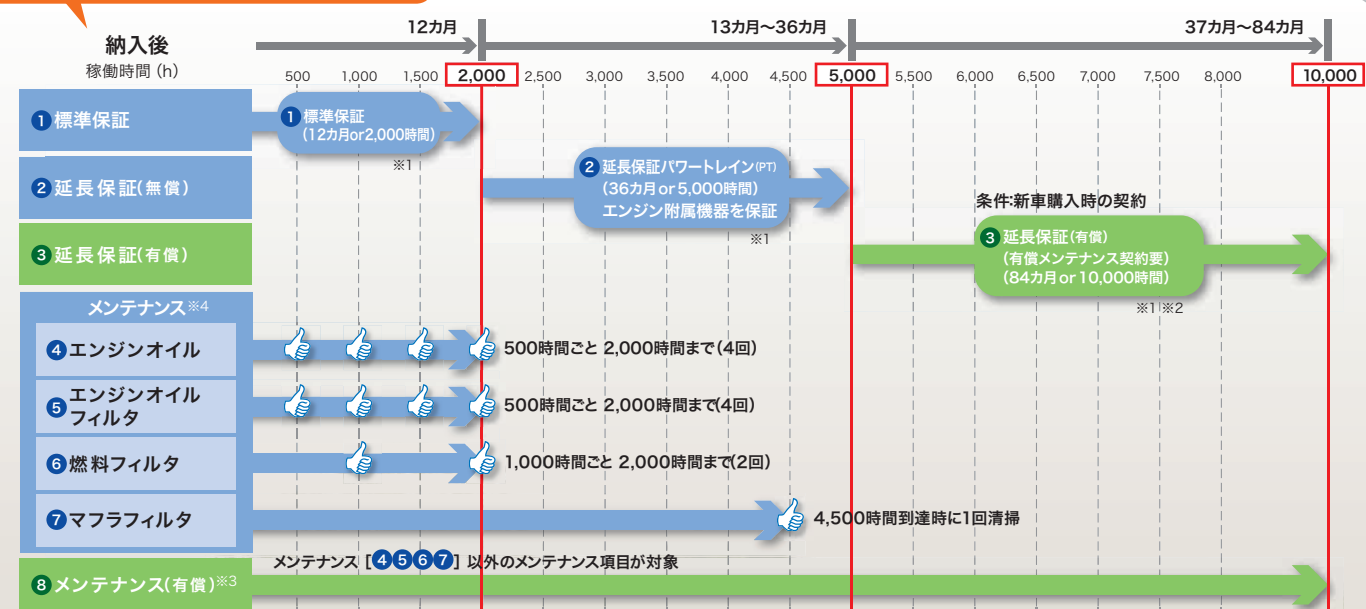 12カ月
13カ月〜36カ月
37カ月〜84カ月
納入後
稼働時間（h）
500 1,000 1,500 2,000 2,500 3,000 3,500 4,000 4,500 5,000 5,500 6,000 6,500 7,000 7,500 8,000 10,000
❶標準保証
❶ 標準保証
(12カ月or2,000時間)
※1
❷延長保証(無償)
❷ 延長保証パワートレイン(PT)
(36カ月or5,000時間)
エンジン附属機器を保証
※1
条件:新車購入時の契約
❸延長保証(有償)
❸ 延長保証(有償)
(有償メンテナンス契約要)
(84カ月or10,000時間)
※1 ※2
メンテナンス※4
❹エンジンオイル
500時間ごと 2,000時間まで(4回)
❺エンジンオイル
フィルタ
500時間ごと 2,000時間まで(4回)
❻燃料フィルタ
1,000時間ごと 2,000時間まで(2回)
❼マフラフィルタ
4,500時間到達時に1回清掃
メンテナンス［❹❺❻❼］以外のメンテナンス項目が対象
❽メンテナンス(有償)※3